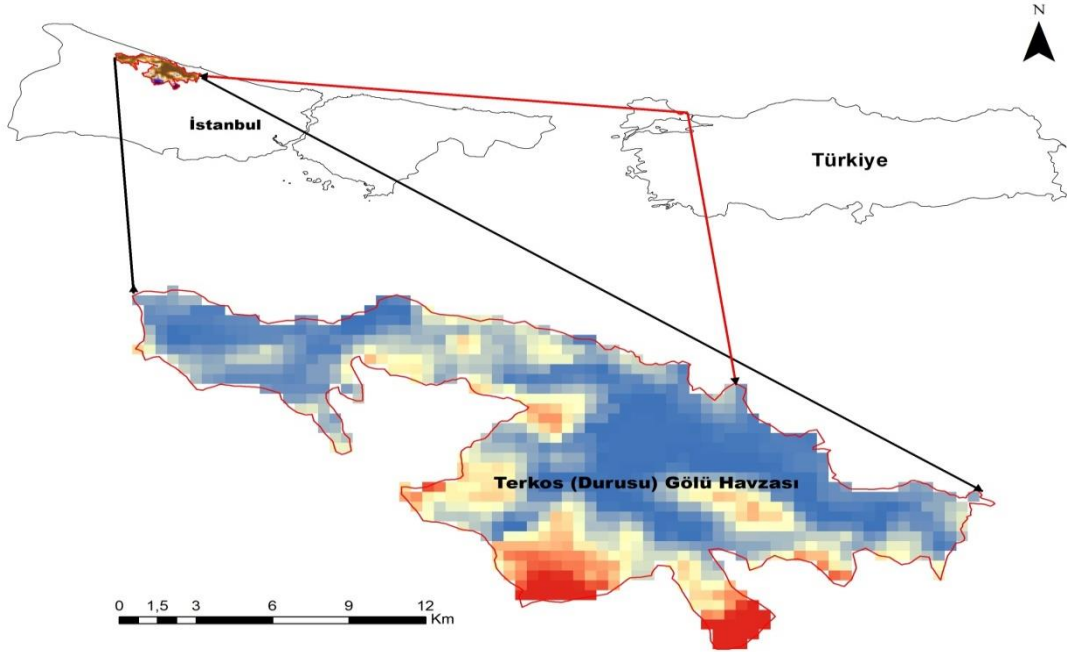 N
İstanbul
Türkiye
Terkos (Durusu) Gölü Havzası
0 1,5 3 6 9 12
Km